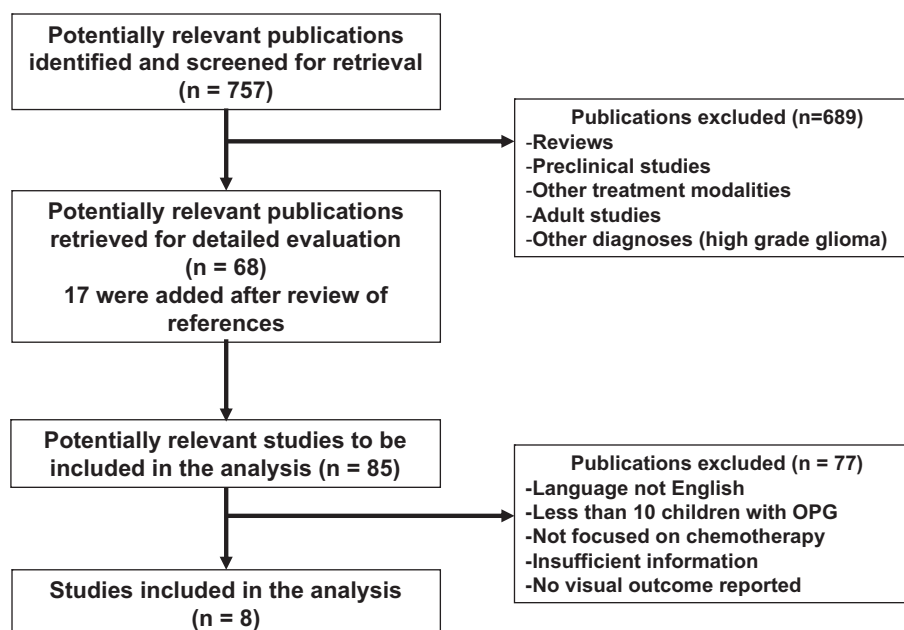 Potentially relevant publications
identified and screened for retrieval
(n = 757)
Publications excluded (n=689)
-Reviews
-Preclinical studies
-Other treatment modalities
-Adult studies
-Other diagnoses (high grade glioma)
Potentially relevant publications
retrieved for detailed evaluation
(n = 68)
17 were added after review of
references
Potentially relevant studies to be
included in the analysis (n = 85)
Publications excluded (n = 77)
-Language not English
-Less than 10 children with OPG
-Not focused on chemotherapy
-Insufficient information
-No visual outcome reported
Studies included in the analysis
(n = 8)